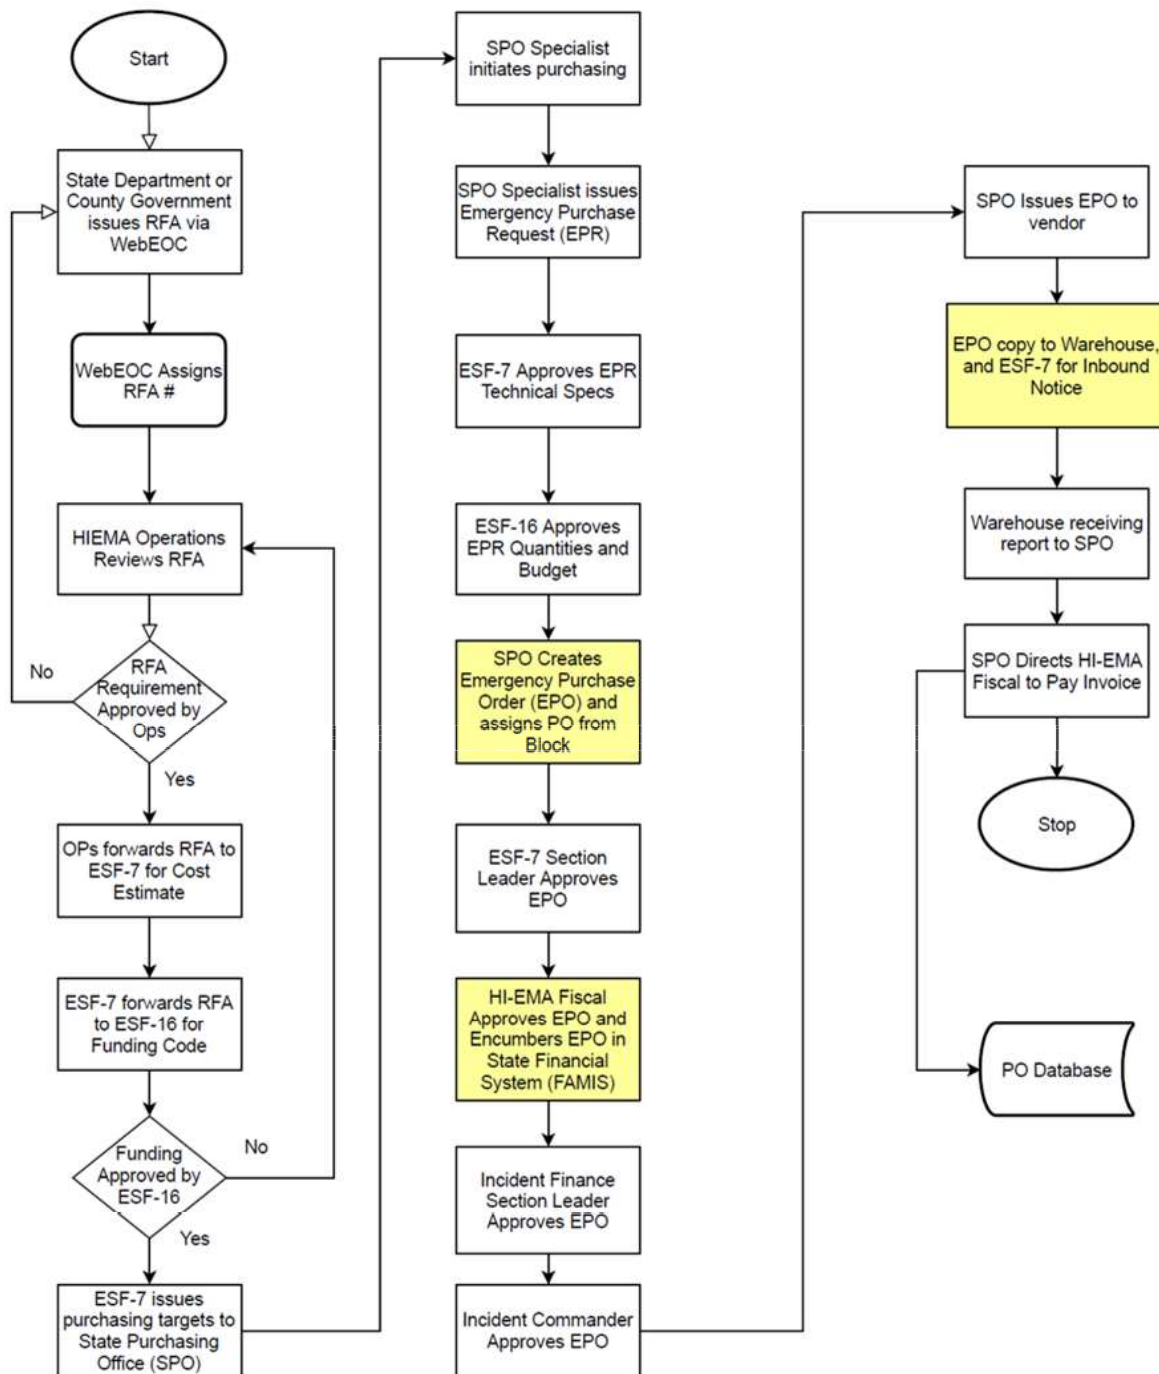 Start
State Department or
County Government
issues RFA via
WebEOC
WebEOC Assigns
RFA #
HIEMA Operations
Reviews RFA
No
RFA
Requirement
Approved by
Ops
Yes
OPs forwards RFA to
ESF-7 for Cost
Estimate
ESF-7 forwards RFA
to ESF-16 for
Funding Code
Funding
Approved by
ESF-16
No
Yes
ESF-7 issues
purchasing targets to
State Purchasing
Office (SPO)
SPO Specialist
initiates purchasing
SPO Specialist issues
Emergency Purchase
Request (EPR)
ESF-7 Approves EPR
Technical Specs
ESF-16 Approves
EPR Quantities and
Budget
SPO Creates
Emergency Purchase
Order (EPO) and
assigns PO from
Block
ESF-7 Section
Leader Approves
EPO
HI-EMA Fiscal
Approves EPO and
Encumbers EPO in
State Financial
System (FAMIS)
Incident Finance
Section Leader
Approves EPO
Incident Commander
Approves EPO
SPO Issues EPO to
vendor
EPO copy to Warehouse,
and ESF-7 for Inbound
Notice
Warehouse receiving
report to SPO
SPO Directs HI-EMA
Fiscal to Pay Invoice
Stop
PO Database